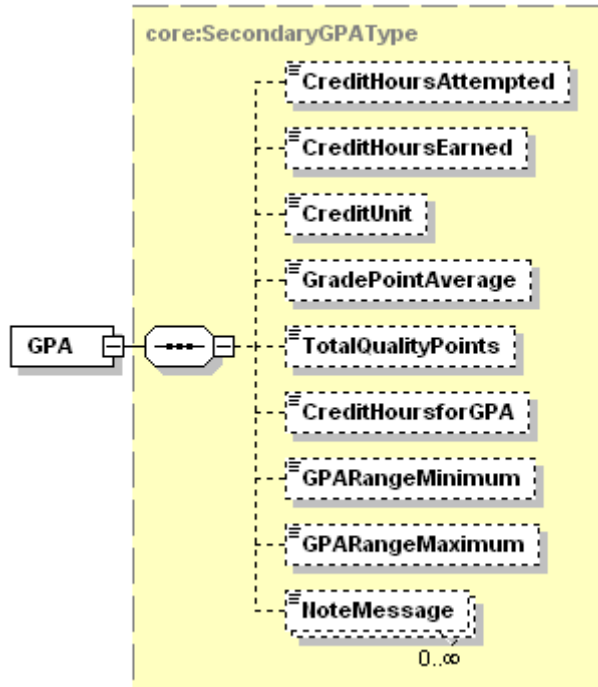 core:SecondaryGPAType
CreditHoursAttempted
CreditHoursEarned
CreditUnit
GradePointAverage
GPA
TotalQualityPoints
CreditHoursforGPA
GPARangeMinimum
GPARangeMaximum
NoteMessage
0..∞